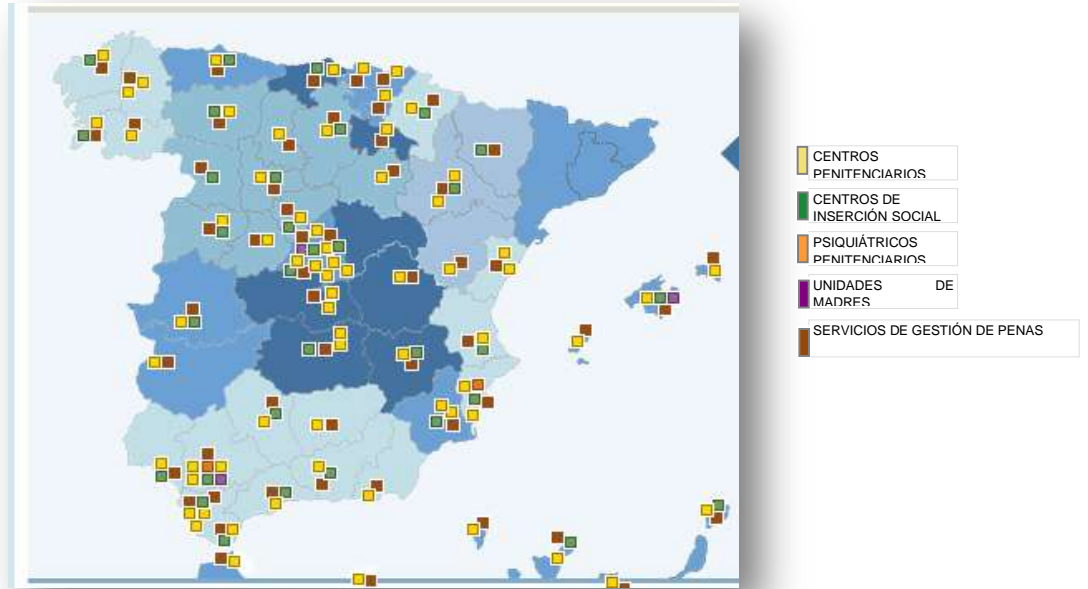 CENTROS
PENITENCIARIOS
CENTROS DE
INSERCIÓN SOCIAL
PSIQUIÁTRICOS
PENITENCIARIOS
UNIDADES DE
MADRES
SERVICIOS DE GESTIÓN DE PENAS